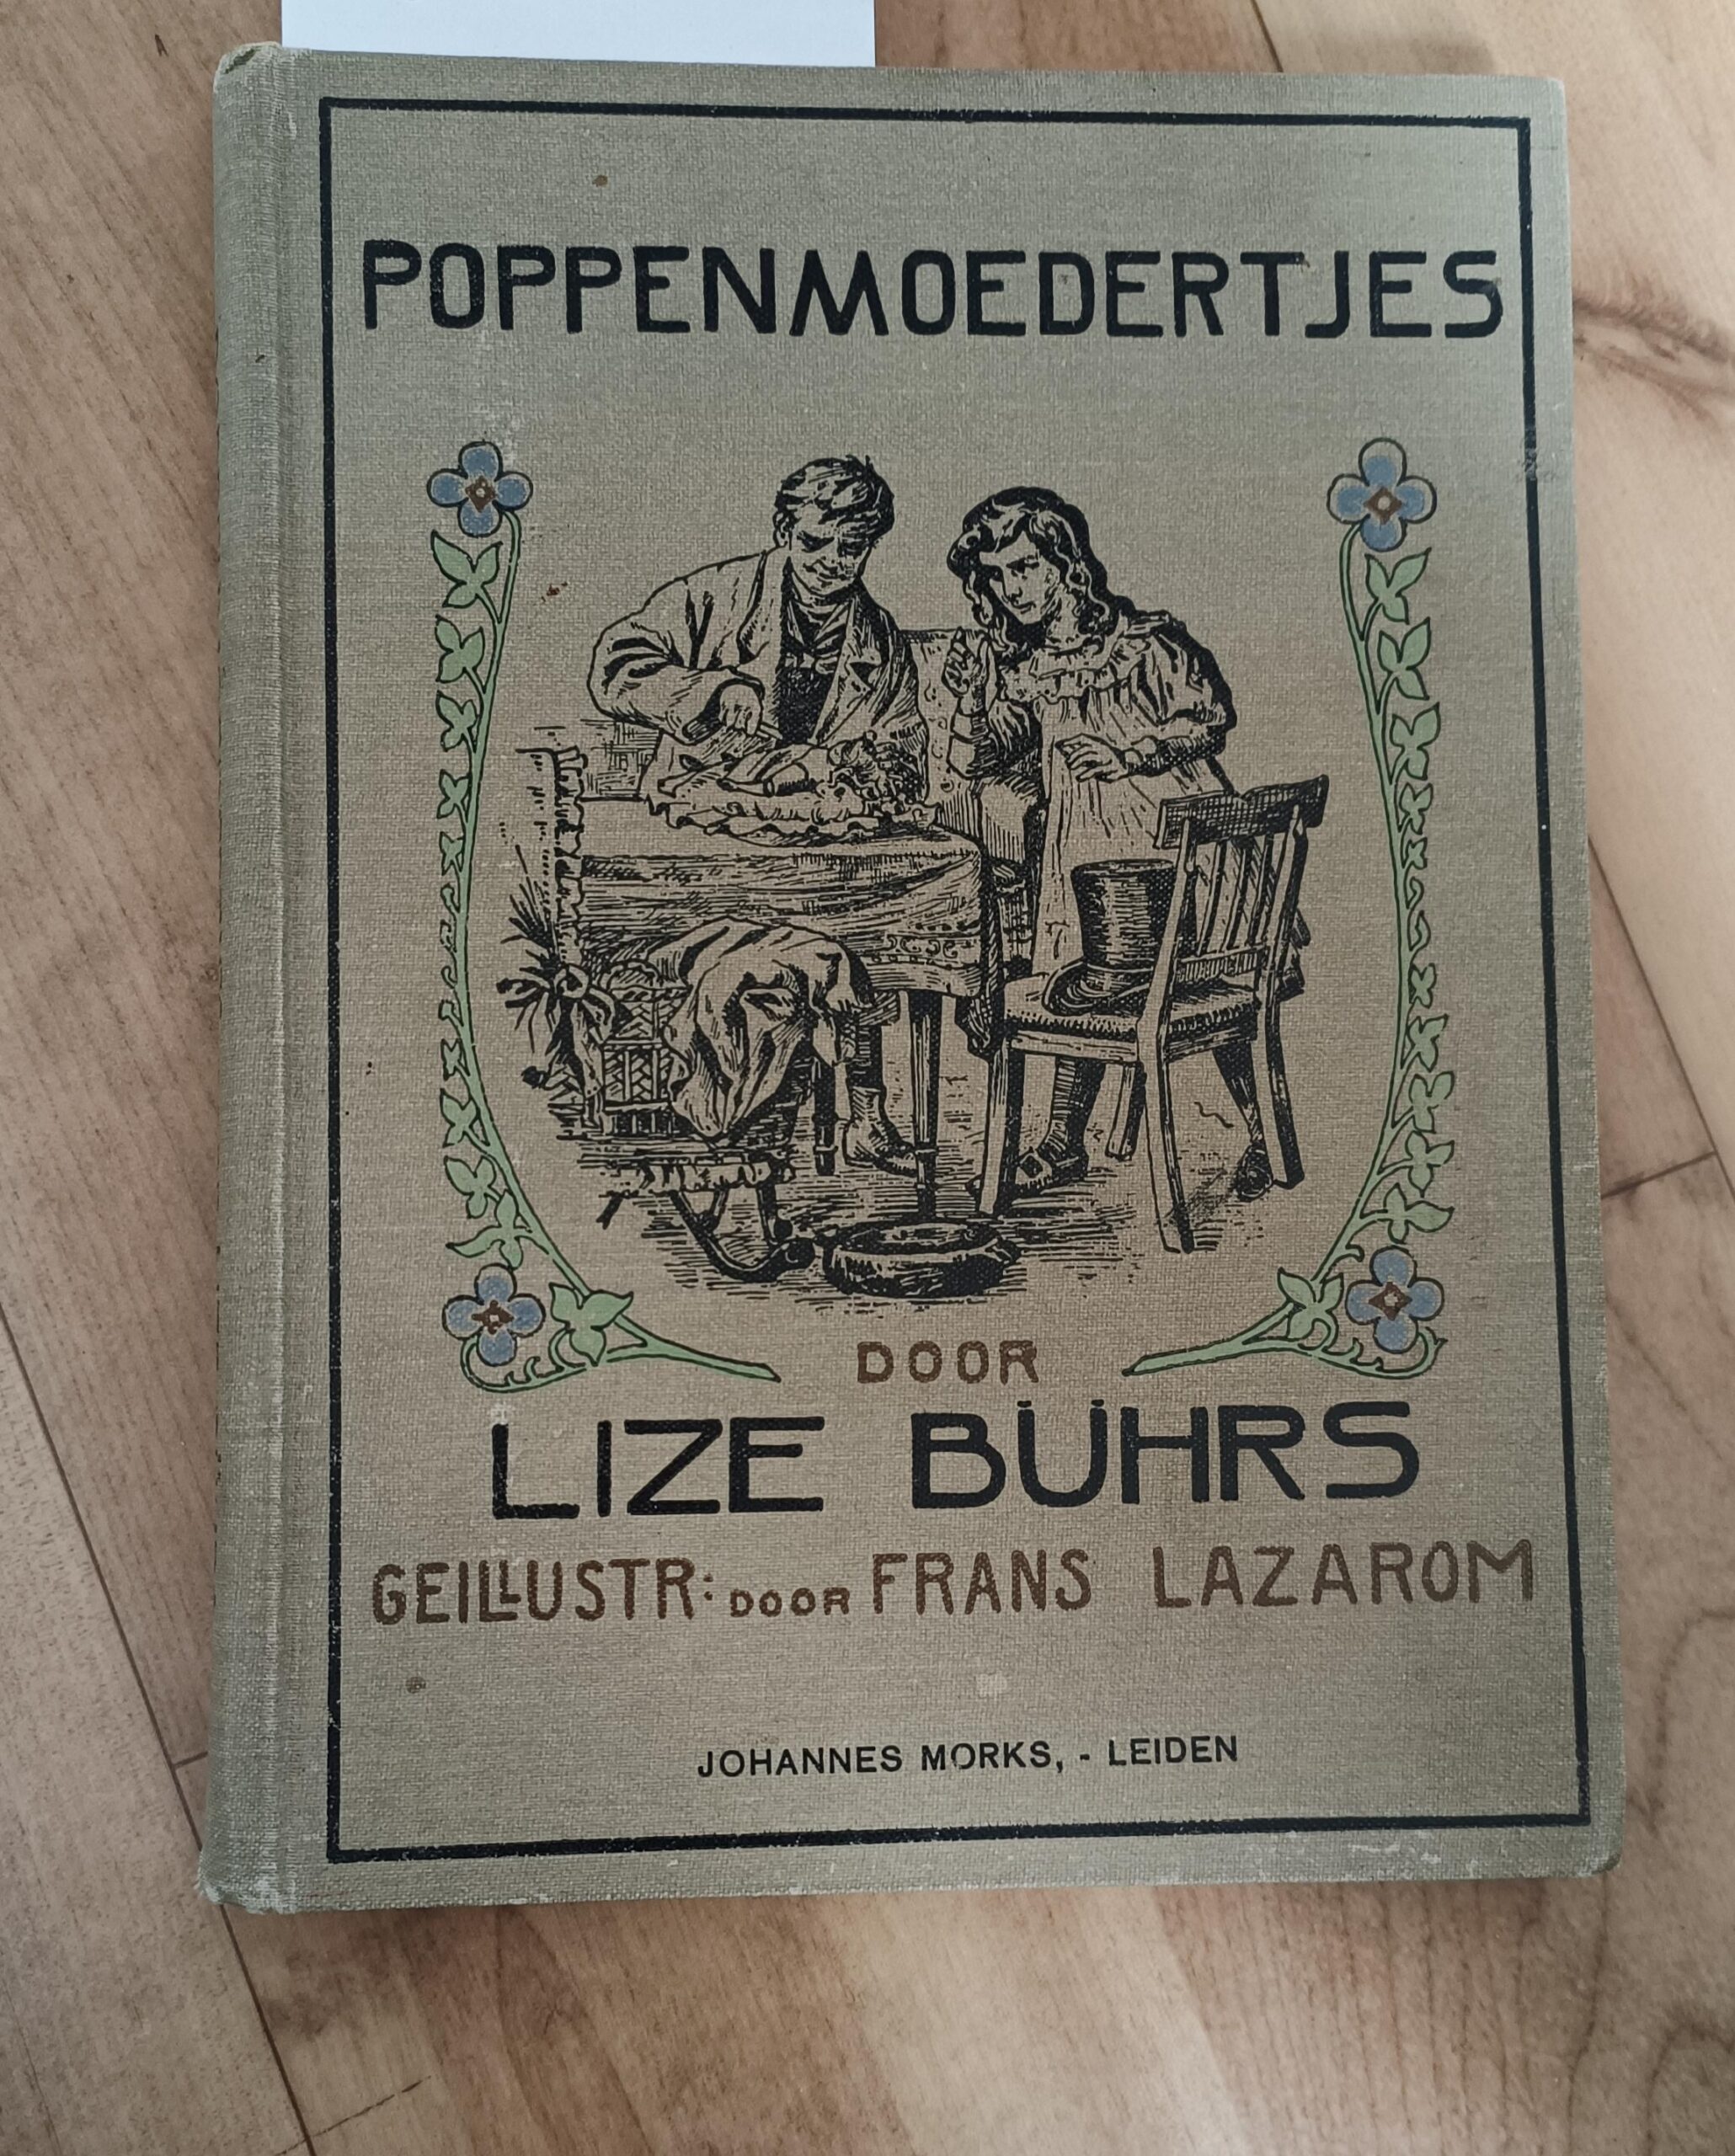 POPPENMOEDERTJES
DOOR
LIZE BÜHRS
GEILLUSTR: DOOR FRANS LAZAROM
JOHANNES MORKS, - LEIDEN